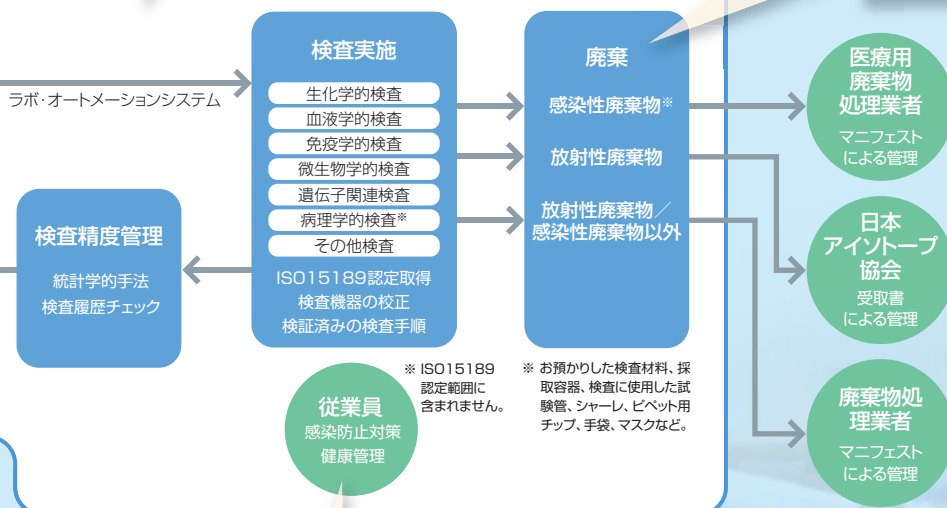 ラボ・オートメーションシステム
検査精度管理
統計学的手法
検査履歴チェック
検査実施
生化学的検査
血液学的検査
免疫学的検査
微生物学的検査
遺伝子関連検査
病理学的検査※
その他検査
ISO15189認定取得
検査機器の校正
検証済みの検査手順
※ ISO15189
認定範囲に
含まれません。
従業員
感染防止対策
健康管理
廃棄
感染性廃棄物※
放射性廃棄物
放射性廃棄物／
感染性廃棄物以外
※ お預かりした検査材料、採
取容器、検査に使用した試
験管、シャーレ、ピペット用
チップ、手袋、マスクなど。
医療用
廃棄物
処理業者
マニフェスト
による管理
日本
アイソトープ
協会
受取書
による管理
廃棄物処
理業者
マニフェスト
による管理